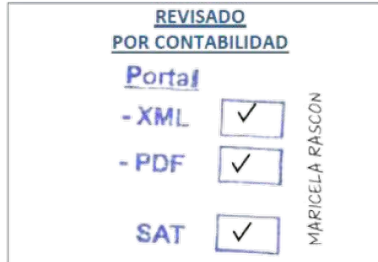 REVISADO
POR CONTABILIDAD
Portal
- XML ✓
- PDF ✓
SAT ✓
MARICELA RASCON